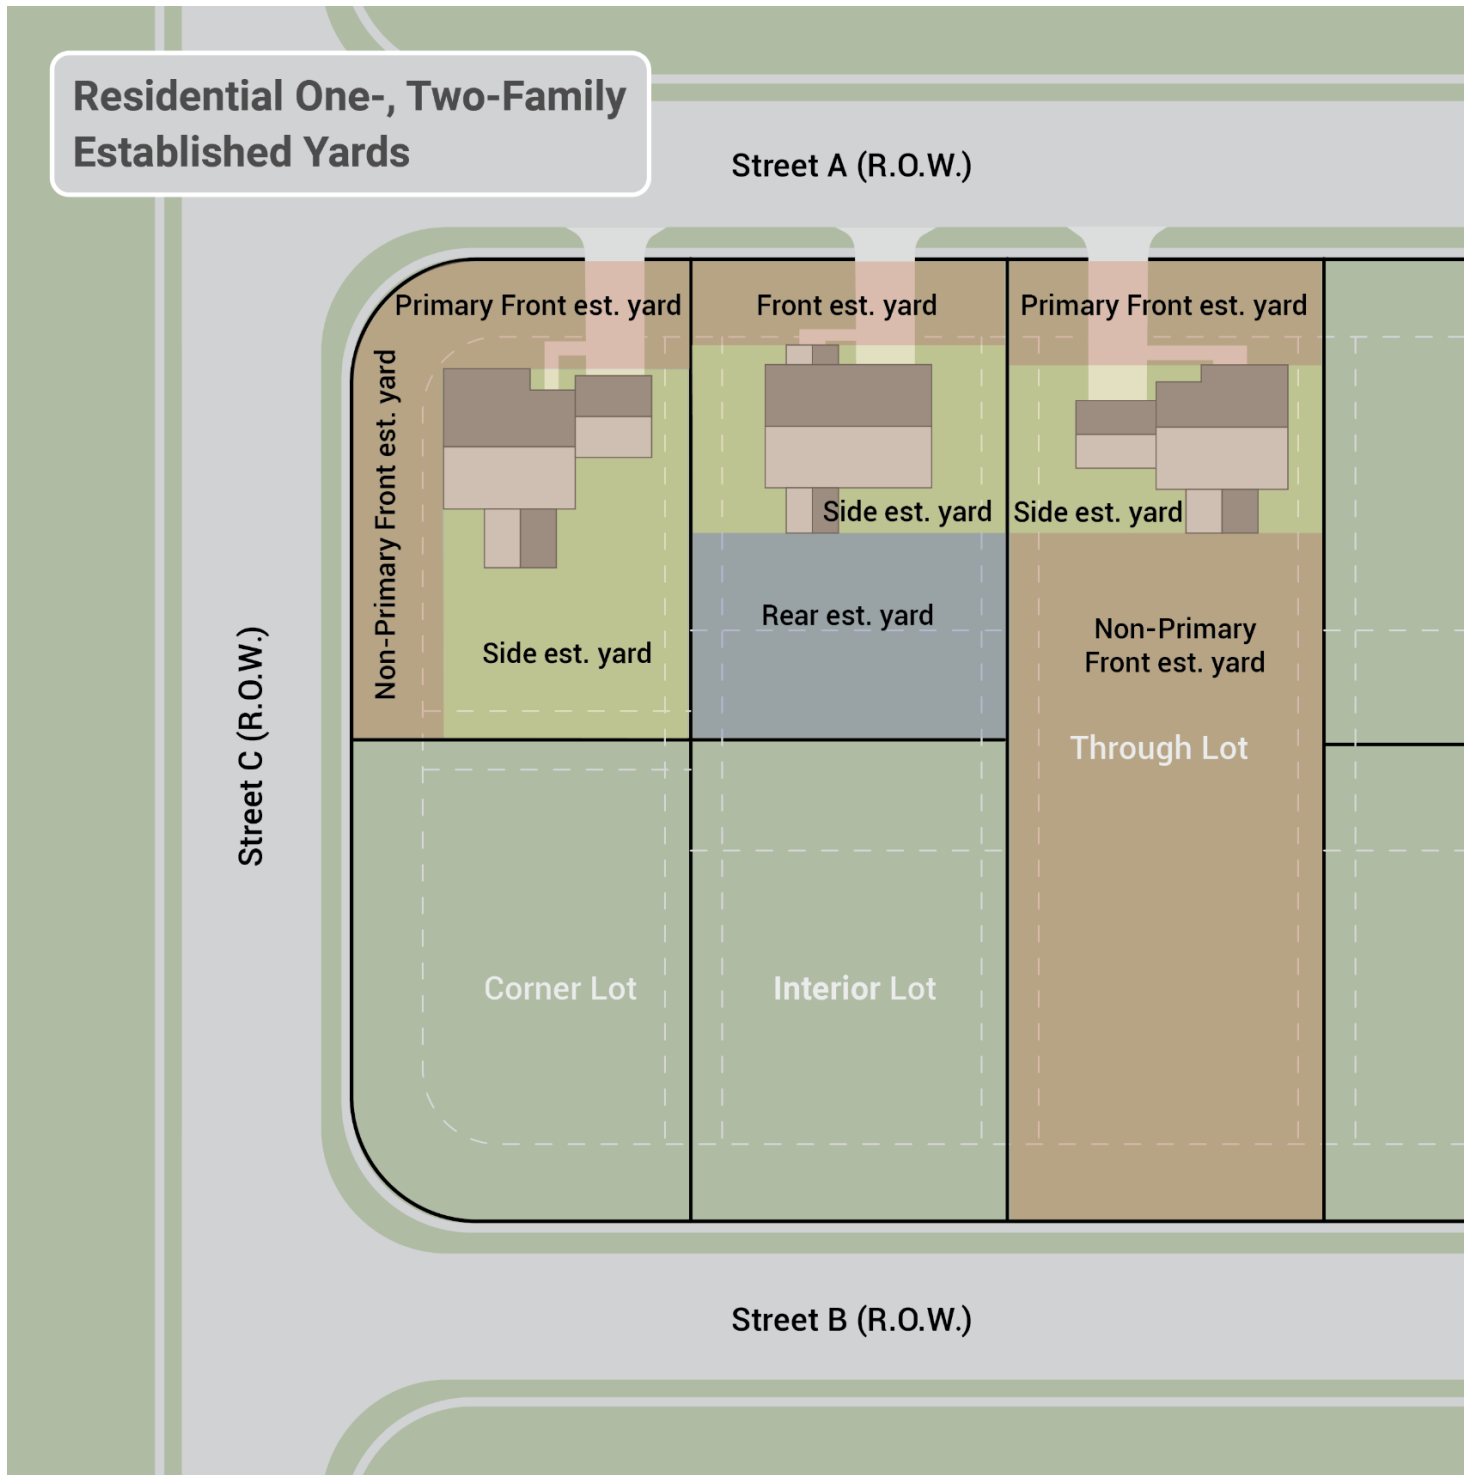 Residential One-, Two-Family
Established Yards
Street A (R.O.W.)
Primary Front est. yard
Front est. yard
Primary Front est. yard
Non-Primary Front est. yard
Side est. yard
Side est. yard
Rear est. yard
Non-Primary
Front est. yard
Side est. yard
Through Lot
Street C (R.O.W.)
Corner Lot
Interior Lot
Street B (R.O.W.)